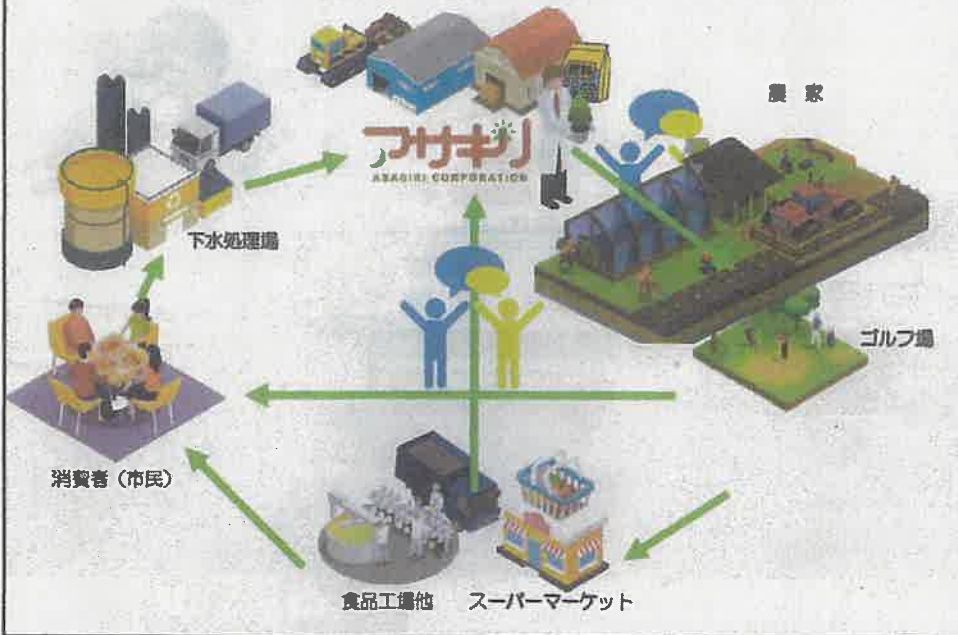 農家
アサギリ
ASAGIRI CORPORATION
下水処理場
ゴルフ場
消費者（市民）
食品工場他
スーパーマーケット